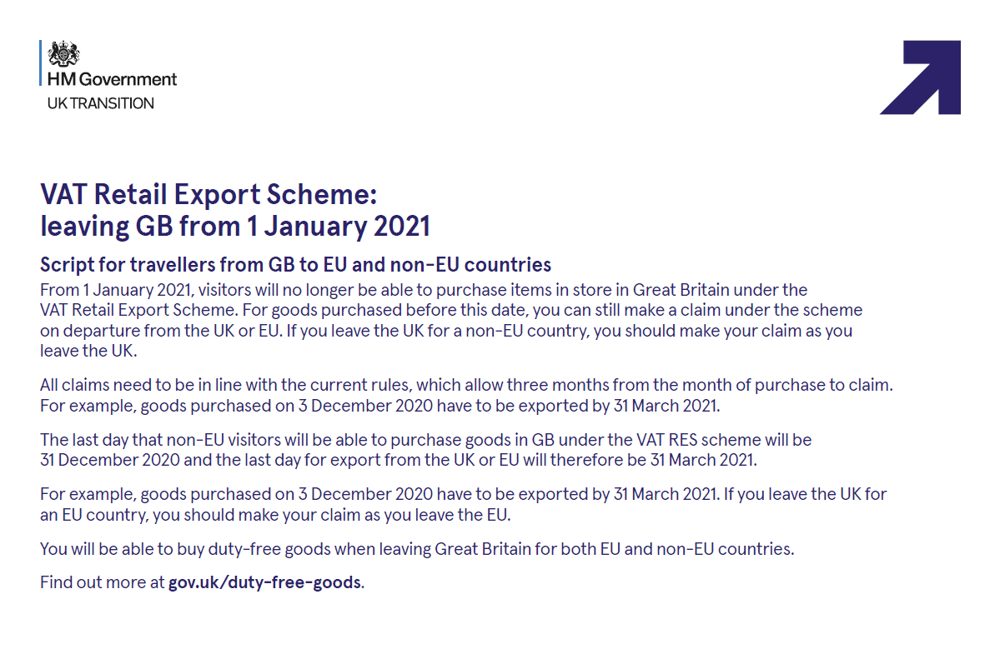 HM Government
UK TRANSITION
VAT Retail Export Scheme:
leaving GB from 1 January 2021
Script for travellers from GB to EU and non-EU countries
From 1 January 2021, visitors will no longer be able to purchase items in store in Great Britain under the
VAT Retail Export Scheme. For goods purchased before this date, you can still make a claim under the scheme
on departure from the UK or EU. If you leave the UK for a non-EU country, you should make your claim as you
leave the UK.
All claims need to be in line with the current rules, which allow three months from the month of purchase to claim.
For example, goods purchased on 3 December 2020 have to be exported by 31 March 2021.
The last day that non-EU visitors will be able to purchase goods in GB under the VAT RES scheme will be
31 December 2020 and the last day for export from the UK or EU will therefore be 31 March 2021.
For example, goods purchased on 3 December 2020 have to be exported by 31 March 2021. If you leave the UK for
an EU country, you should make your claim as you leave the EU.
You will be able to buy duty-free goods when leaving Great Britain for both EU and non-EU countries.
Find out more at gov.uk/duty-free-goods.